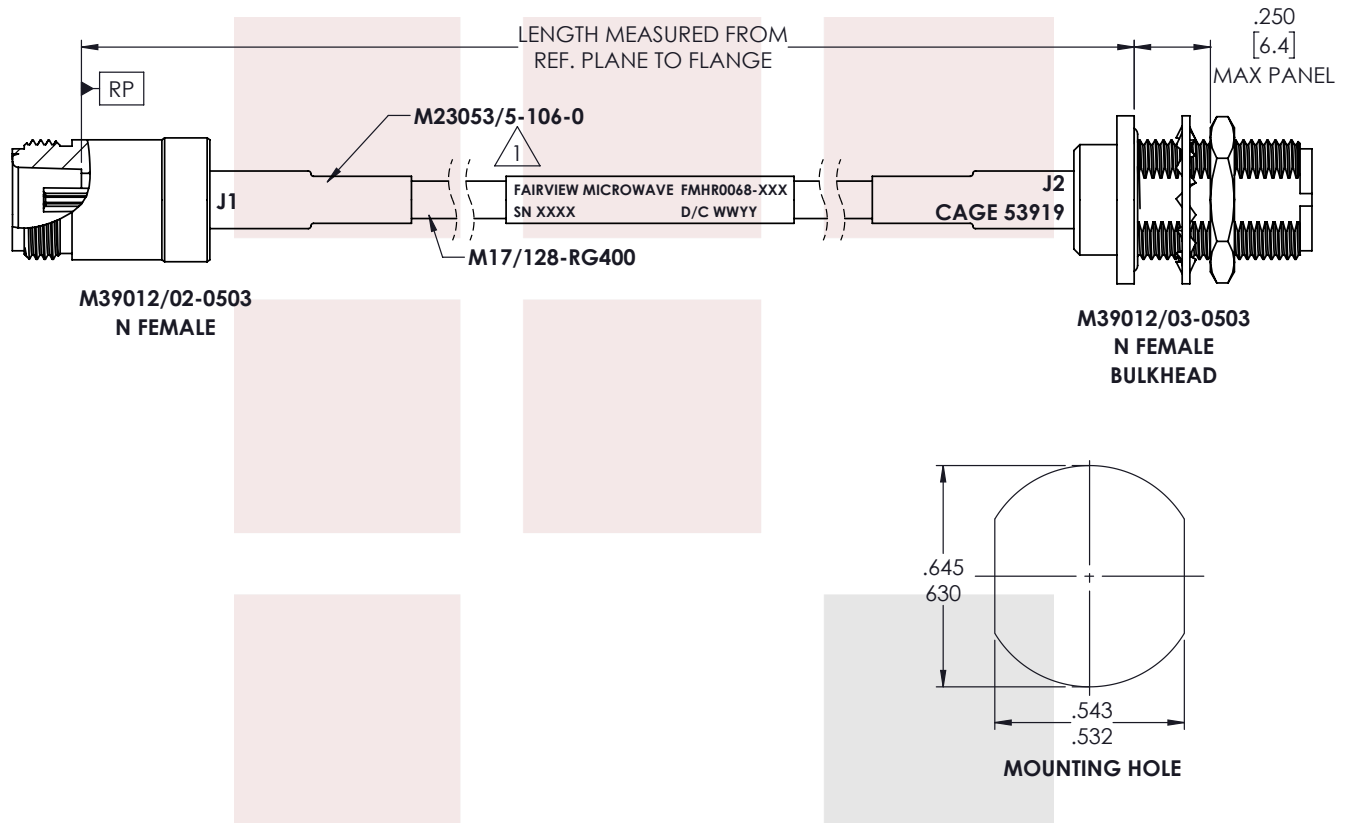 LENGTH MEASURED FROM
REF. PLANE TO FLANGE
.250
[6.4]
MAX PANEL
RP
M23053/5-106-0
1
J1
FAIRVIEW MICROWAVE FMHR0068-XXX
SN XXXX D/C WWYY
J2
CAGE 53919
M17/128-RG400
M39012/02-0503
N FEMALE
M39012/03-0503
N FEMALE
BULKHEAD
.645
630
.543
.532
MOUNTING HOLE